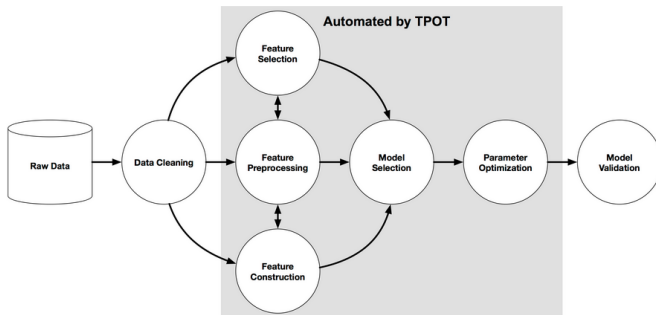 Automated by TPOT
Feature
Selection
Raw Data
Data Cleaning
Feature
Preprocessing
Model
Selection
Parameter
Optimization
Model
Validation
Feature
Construction